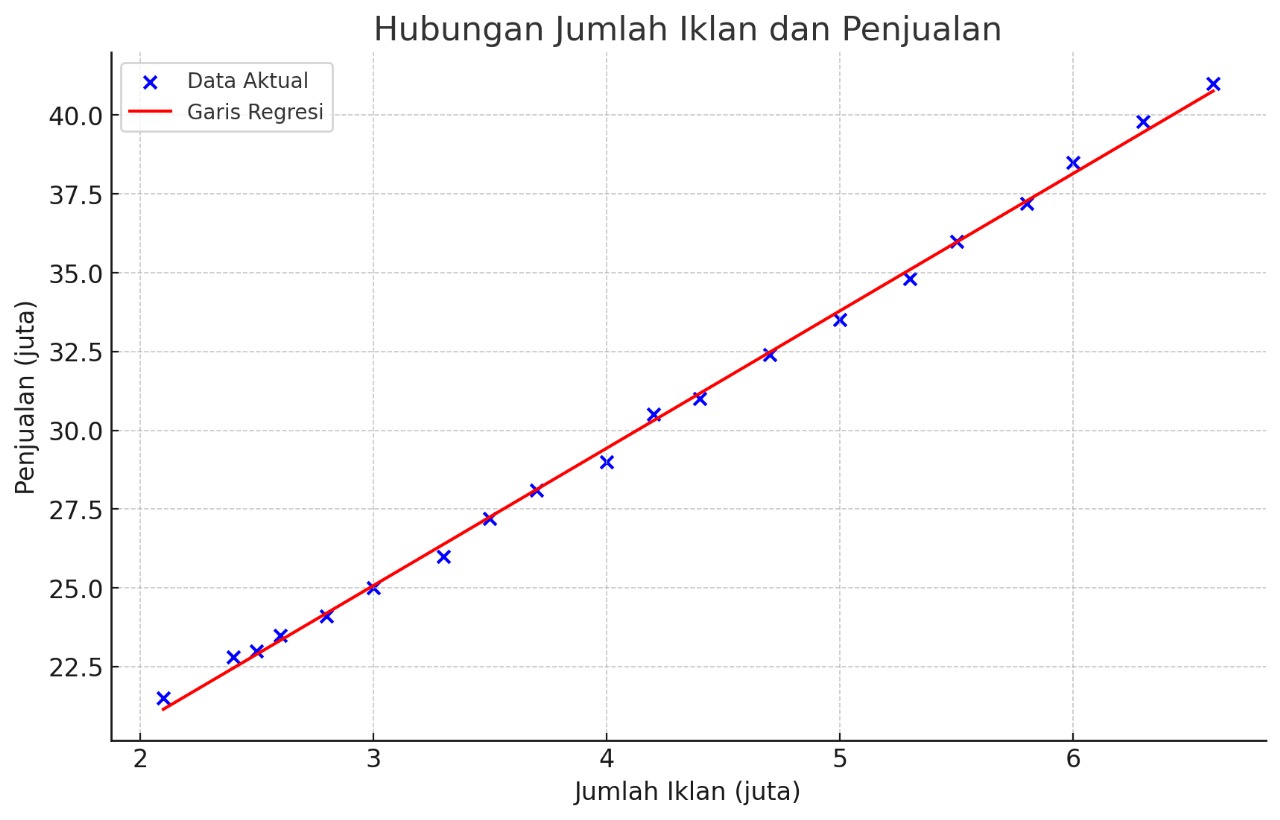 Hubungan Jumlah Iklan dan Penjualan
Data Aktual
Garis Regresi
40.0
37.5
35.0
32.5
30.0
27.5
25.0
22.5
Penjualan (juta)
2
3
4
5
6
Jumlah Iklan (juta)